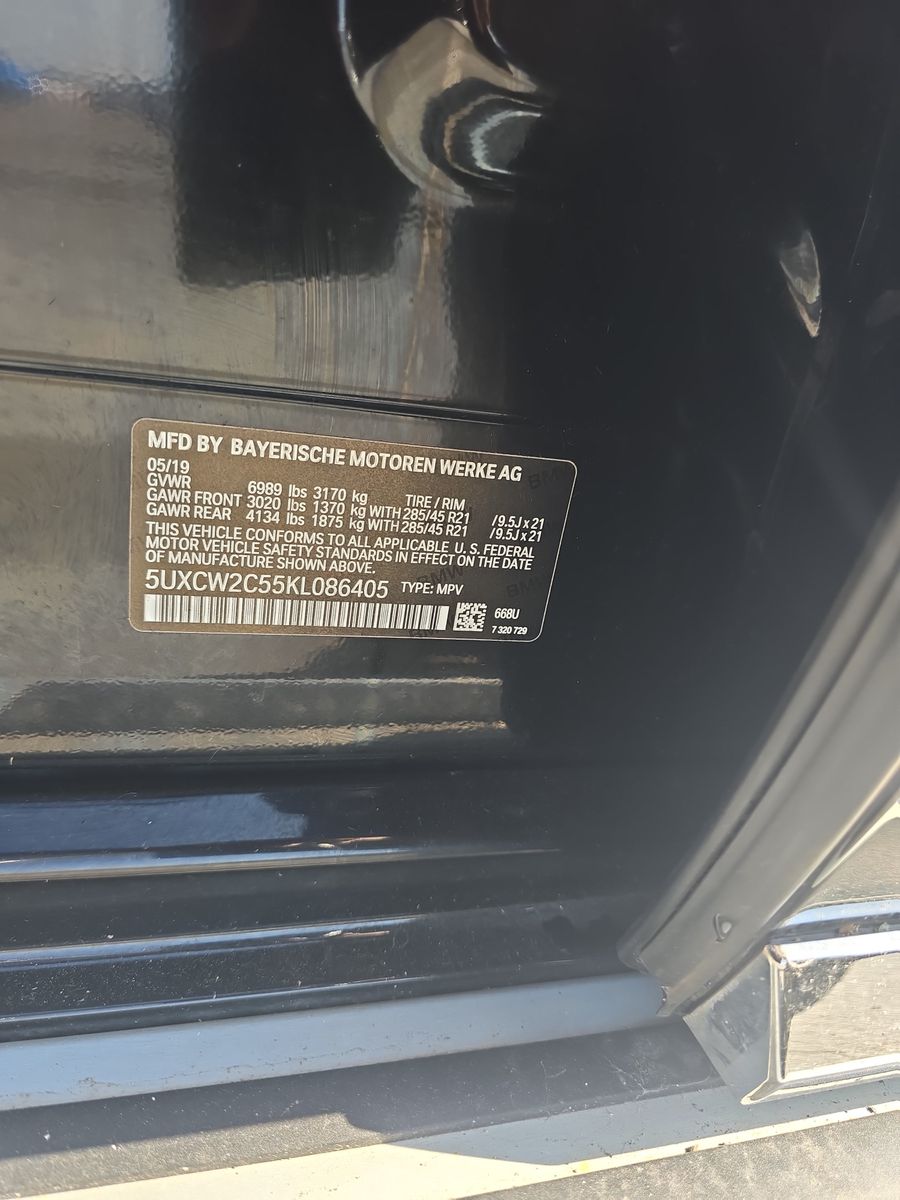 MFD BY BAYERISCHE MOTOREN WERKE AG
05/19
GVWR 6989 lbs 3170 kg TIRE / RIM
GAWR FRONT 3020 lbs 1370 kg WITH 285/45 R21 / 9.5J x 21
GAWR REAR 4134 lbs 1875 kg WITH 285/45 R21 / 9.5J x 21
THIS VEHICLE CONFORMS TO ALL APPLICABLE U. S. FEDERAL
MOTOR VEHICLE SAFETY STANDARDS IN EFFECT ON THE DATE
OF MANUFACTURE SHOWN ABOVE.
5UXCW2C55KL086405 TYPE: MPV
668U
7 320 729